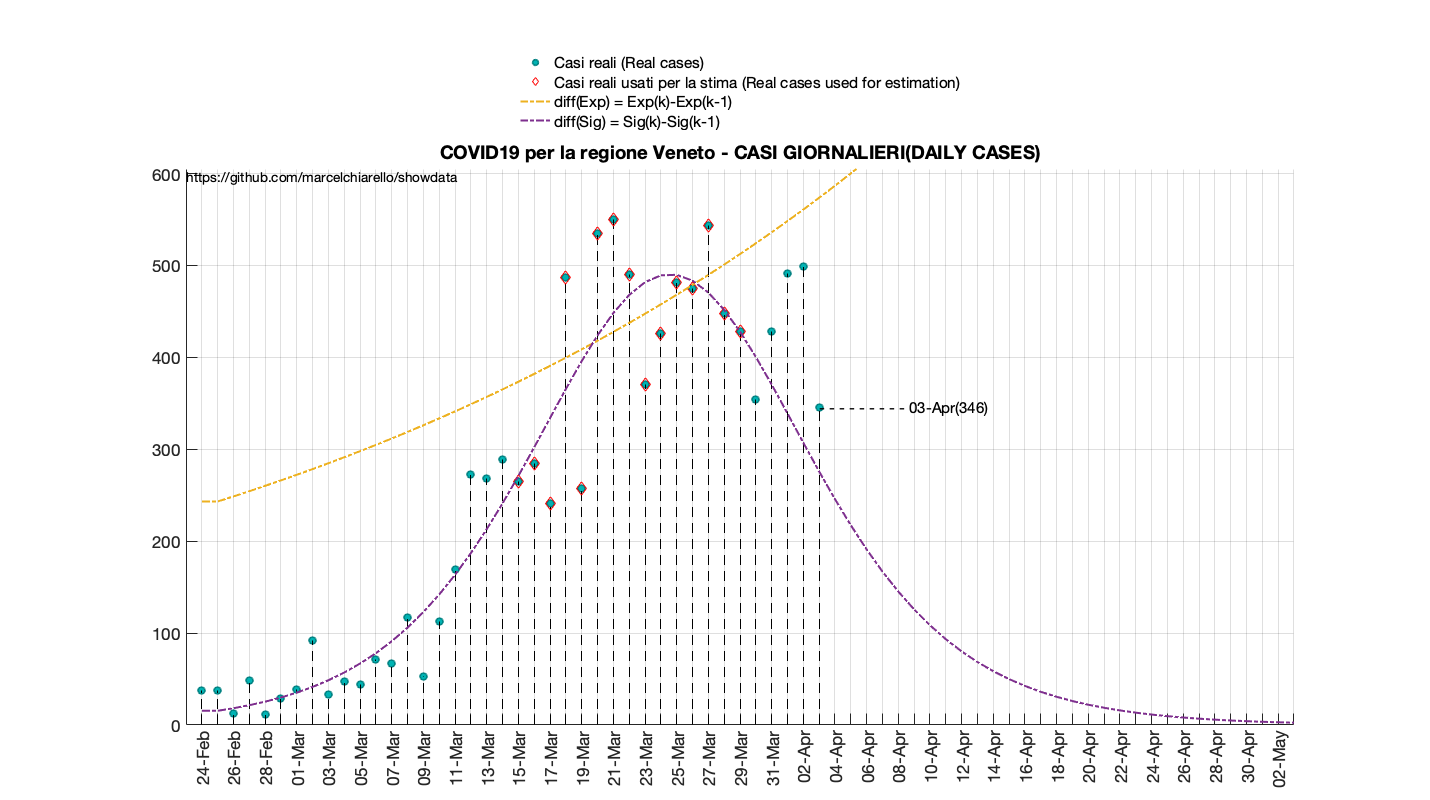 Casi reali (Real cases)
Casi reali usati per la stima (Real cases used for estimation)
diff(Exp) = Exp(k)-Exp(k-1)
diff(Sig) = Sig(k)-Sig(k-1)
COVID19 per la regione Veneto - CASI GIORNALIERI(DAILY CASES)
https://github.com/marcelchiarello/showdata
600
500
400
300
200
100
0
03-Apr(346)
24-Feb
26-Feb
28-Feb
01-Mar
03-Mar
05-Mar
07-Mar
09-Mar
11-Mar
13-Mar
15-Mar
17-Mar
19-Mar
21-Mar
23-Mar
25-Mar
27-Mar
29-Mar
31-Mar
02-Apr
04-Apr
06-Apr
08-Apr
10-Apr
12-Apr
14-Apr
16-Apr
18-Apr
20-Apr
22-Apr
24-Apr
26-Apr
28-Apr
30-Apr
02-May